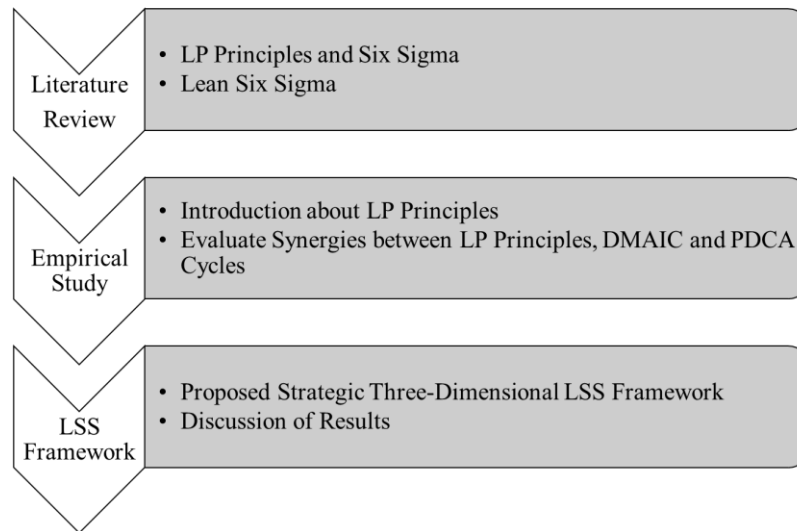 Literature
Review
• LP Principles and Six Sigma
• Lean Six Sigma
Empirical
Study
• Introduction about LP Principles
• Evaluate Synergies between LP Principles, DMAIC and PDCA
Cycles
LSS
Framework
• Proposed Strategic Three-Dimensional LSS Framework
• Discussion of Results